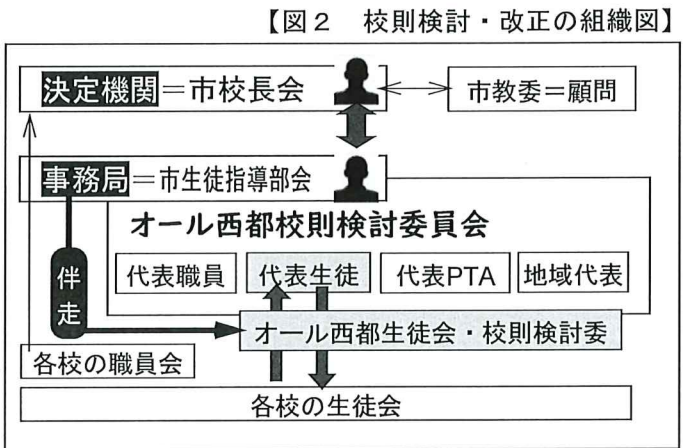 【図2 校則検討・改正の組織図】
決定機関＝市校長会
市教委＝顧問
事務局＝市生徒指導部会
オール西都校則検討委員会
代表職員
代表生徒
代表PTA
地域代表
伴走
オール西都生徒会・校則検討委
各校の職員会
各校の生徒会